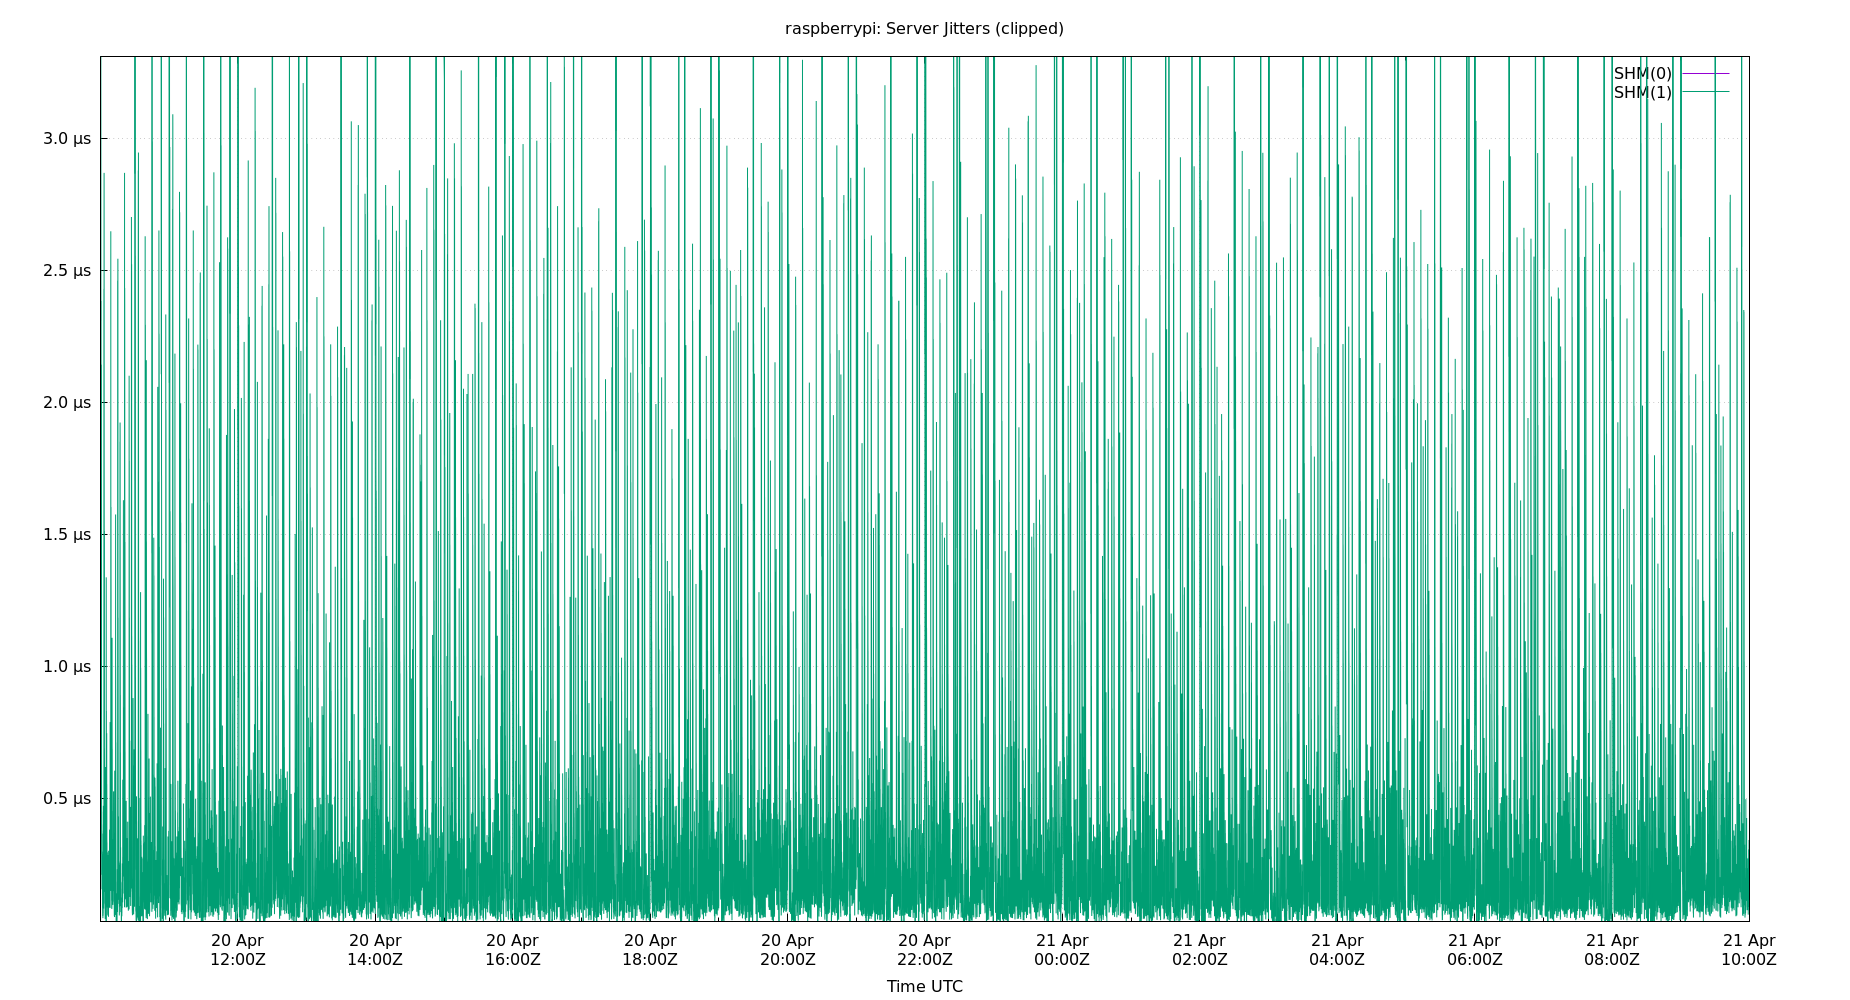 raspberrypi: Server Jitters (clipped)
SHM(0)
SHM(1)
3.0 µs
2.5 µs
2.0 µs
1.5 µs
1.0 µs
0.5 µs
20 Apr 20 Apr 20 Apr 20 Apr 20 Apr 20 Apr 21 Apr 21 Apr 21 Apr 21 Apr 21 Apr 21 Apr
12:00Z 14:00Z 16:00Z 18:00Z 20:00Z 22:00Z 00:00Z 02:00Z 04:00Z 06:00Z 08:00Z 10:00Z
Time UTC